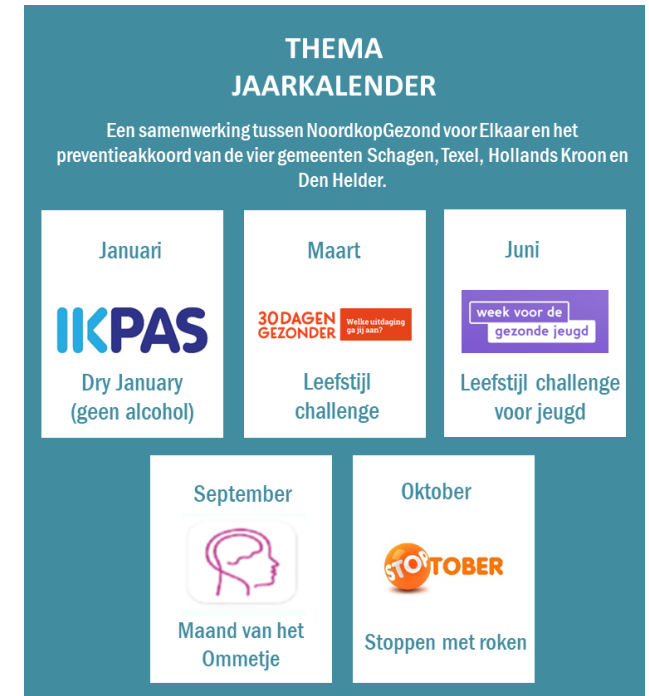 THEMA
JAARKALENDER
Een samenwerking tussen NoordkopGezond voor Elkaar en het
preventieakkoord van de vier gemeenten Schagen, Texel, Hollands Kroon en
Den Helder.
Januari
IKPAS
Dry January
(geen alcohol)
Maart
30 DAGEN
GEZONDER
Welke uitdaging
ga jij aan?
Leefstijl
challenge
Juni
week voor de
gezonde jeugd
Leefstijl challenge
voor jeugd
September
Maand van het
Ommetje
Oktober
STOPTOBER
Stoppen met roken